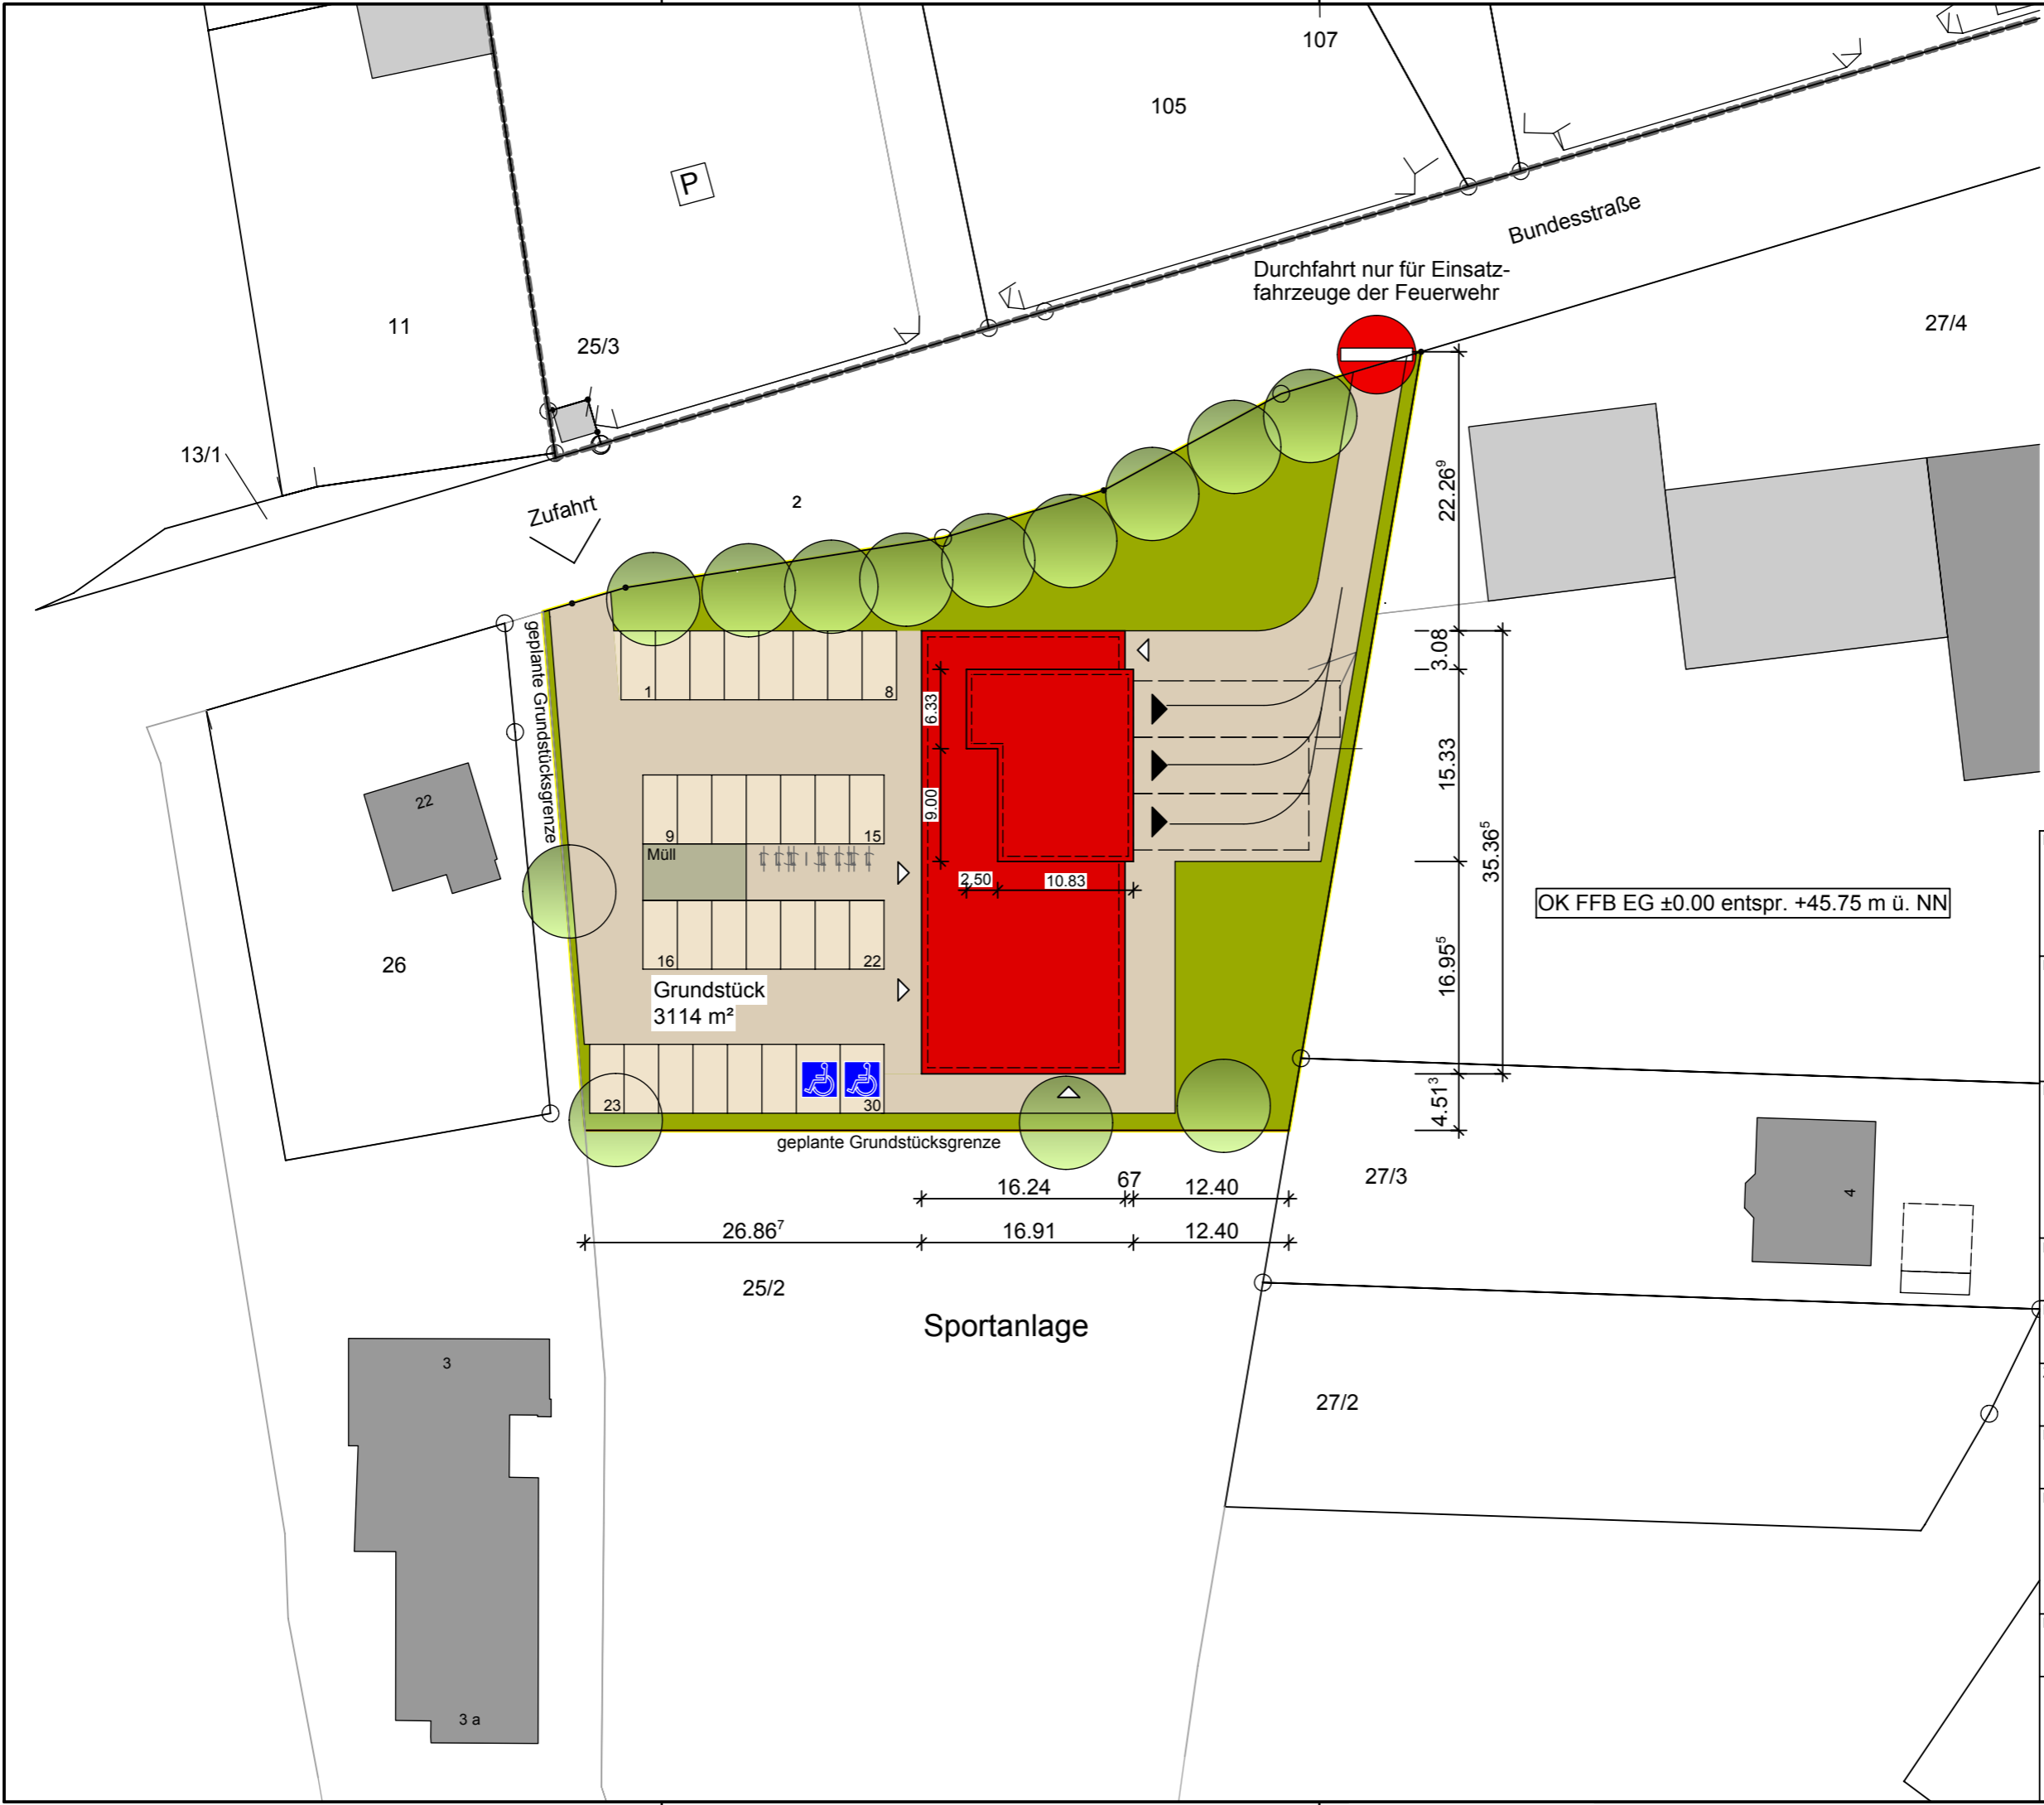 107
105
P
Bundesstraße
Durchfahrt nur für Einsatz-
fahrzeuge der Feuerwehr
11
25/3
27/4
13/1
Zufahrt
2
22.26⁹
geplante Grundstücksgrenze
3.08
1
8
6.33
15.33
22
9.00
9
15
35.36⁵
Müll
2,50
10.83
OK FFB EG ±0.00 entspr. +45.75 m ü. NN
26
16
22
16.95⁵
Grundstück
3114 m²
23
30
4.51³
geplante Grundstücksgrenze
27/3
16.24
67
12.40
4
26.86⁷
16.91
12.40
25/2
Sportanlage
3
27/2
3 a